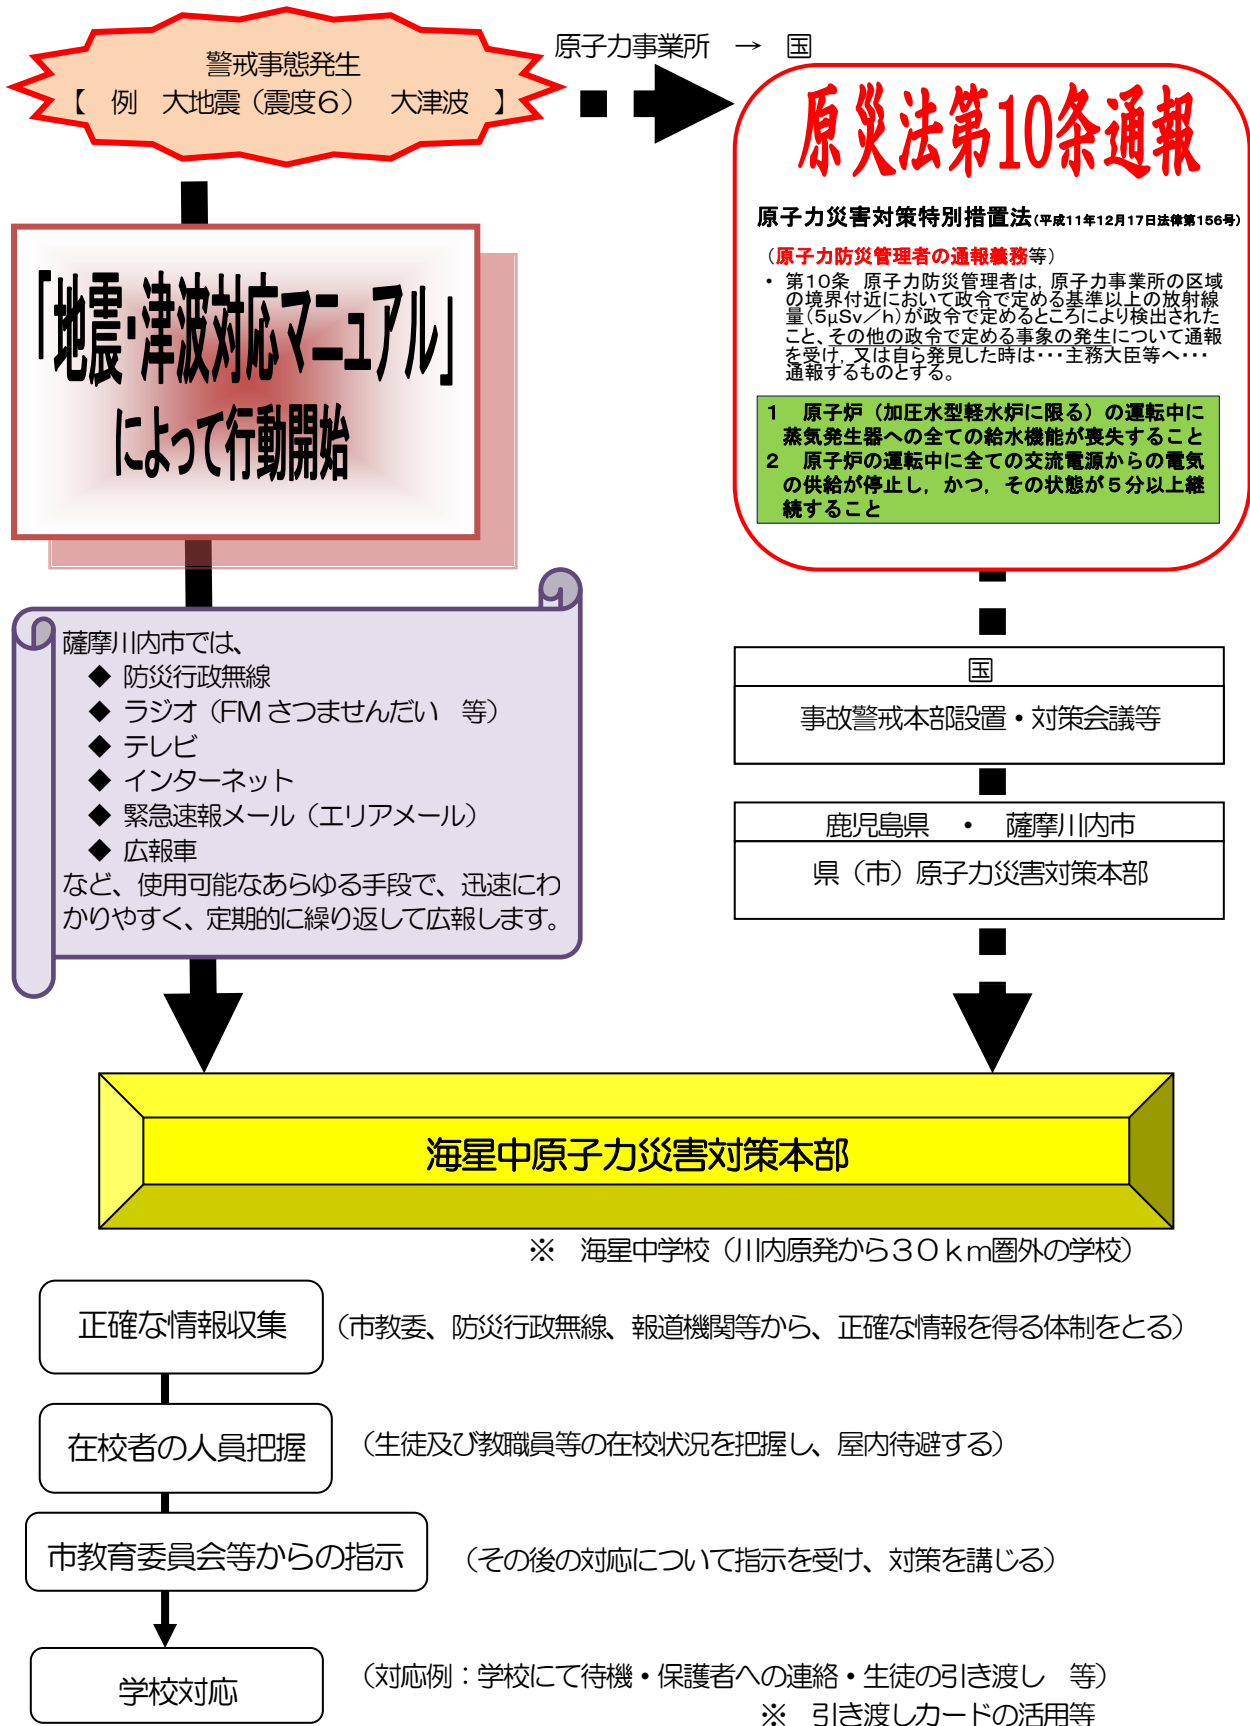 警戒事態発生
【　例　大地震（震度６）　大津波　】
原子力事業所　→　国
原災法第10条通報
原子力災害対策特別措置法(平成11年12月17日法律第156号)
（原子力防災管理者の通報義務等）
・ 第10条　原子力防災管理者は，原子力事業所の区域
の境界付近において政令で定める基準以上の放射線
量（5μSv／h）が政令で定めるところにより検出された
こと、その他の政令で定める事象の発生について通報
を受け，又は自ら発見した時は・・・主務大臣等へ・・・
通報するものとする。
1　原子炉（加圧水型軽水炉に限る）の運転中に
蒸気発生器への全ての給水機能が喪失すること
2　原子炉の運転中に全ての交流電源からの電気
の供給が停止し，かつ，その状態が５分以上継
続すること
「地震・津波対応マニュアル」
によって行動開始
薩摩川内市では、
◆ 防災行政無線
◆ ラジオ（FMさつませんだい　等）
◆ テレビ
◆ インターネット
◆ 緊急速報メール（エリアメール）
◆ 広報車
など、使用可能なあらゆる手段で、迅速にわ
かりやすく、定期的に繰り返して広報します。
国
事故警戒本部設置・対策会議等
鹿児島県　・　薩摩川内市
県（市）原子力災害対策本部
海星中原子力災害対策本部
※　海星中学校（川内原発から３０ｋｍ圏外の学校）
正確な情報収集
（市教委、防災行政無線、報道機関等から、正確な情報を得る体制をとる）
在校者の人員把握
（生徒及び教職員等の在校状況を把握し、屋内待避する）
市教育委員会等からの指示
（その後の対応について指示を受け、対策を講じる）
学校対応
（対応例：学校にて待機・保護者への連絡・生徒の引き渡し　等）
※　引き渡しカードの活用等